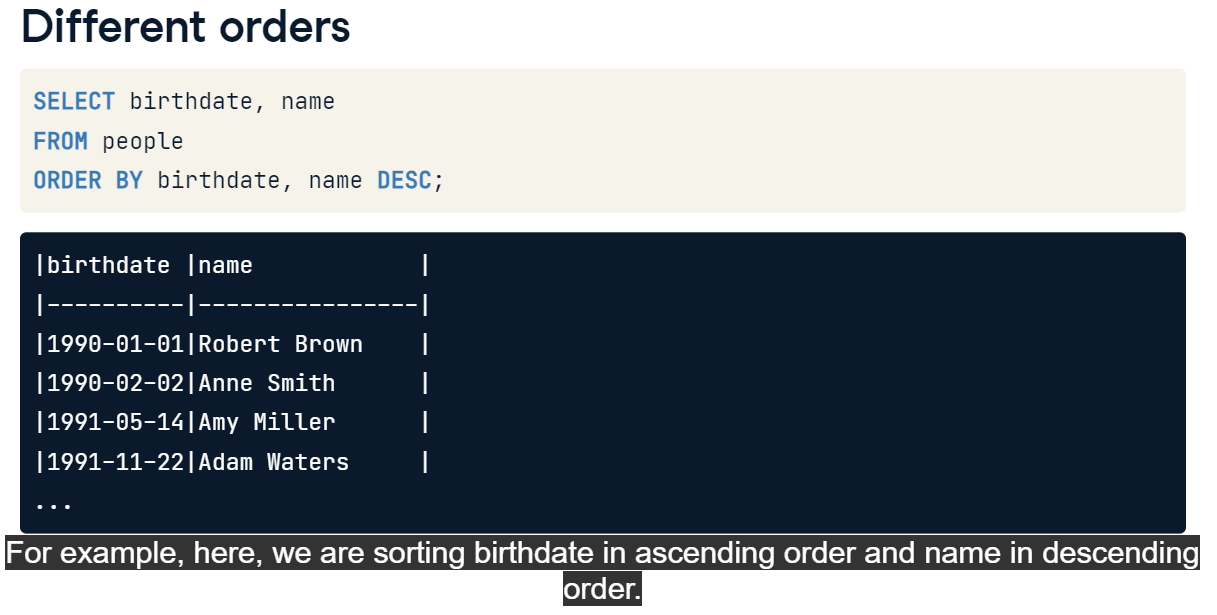 Different orders
SELECT birthdate, name
FROM people
ORDER BY birthdate, name DESC;
|birthdate |name            |
|----------|----------------|
|1990-01-01|Robert Brown    |
|1990-02-02|Anne Smith      |
|1991-05-14|Amy Miller      |
|1991-11-22|Adam Waters     |
...
For example, here, we are sorting birthdate in ascending order and name in descending
order.